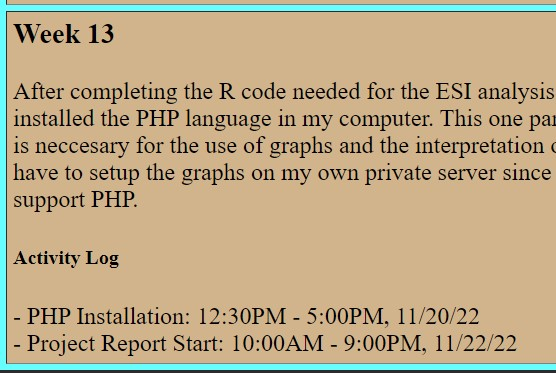 Week 13
After completing the R code needed for the ESI analysis
installed the PHP language in my computer. This one
is neccesary for the use of graphs and the interpretation
have to setup the graphs on my own private server since
support PHP.
Activity Log
- PHP Installation: 12:30PM - 5:00PM, 11/20/22
- Project Report Start: 10:00AM - 9:00PM, 11/22/22